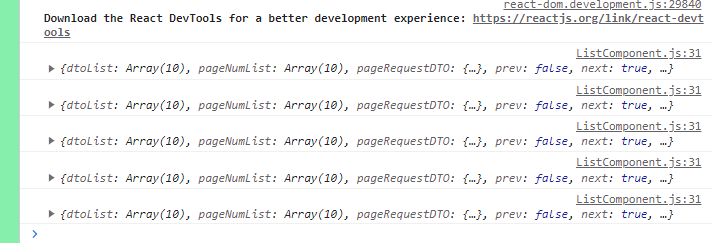 react-dom.development.js:29840
Download the React DevTools for a better development experience: https://reactjs.org/link/react-devt
ools
ListComponent.js:31
{dtoList: Array(10), pageNumList: Array(10), pageRequestDTO: {…}, prev: false, next: true, …}
ListComponent.js:31
{dtoList: Array(10), pageNumList: Array(10), pageRequestDTO: {…}, prev: false, next: true, …}
ListComponent.js:31
{dtoList: Array(10), pageNumList: Array(10), pageRequestDTO: {…}, prev: false, next: true, …}
ListComponent.js:31
{dtoList: Array(10), pageNumList: Array(10), pageRequestDTO: {…}, prev: false, next: true, …}
ListComponent.js:31
{dtoList: Array(10), pageNumList: Array(10), pageRequestDTO: {…}, prev: false, next: true, …}